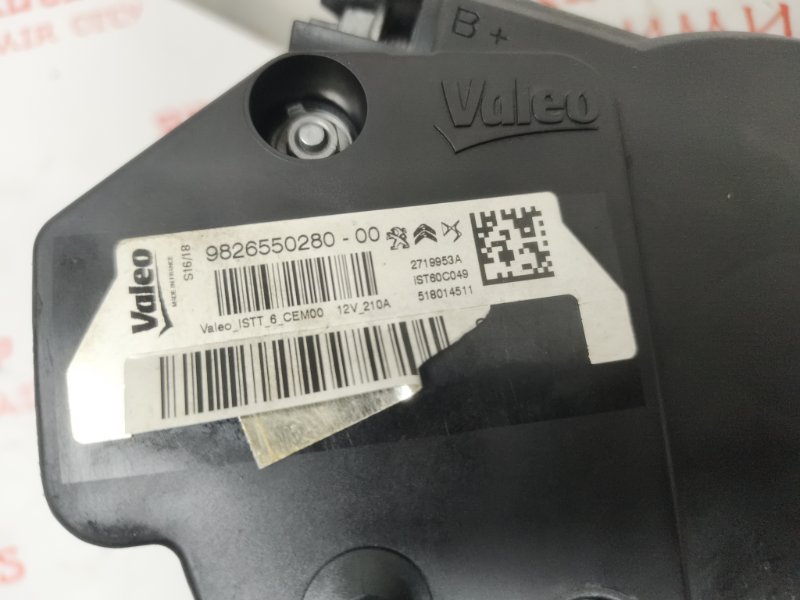 B+
Valeo
Valeo
MADE IN FRANCE
S16/18
9826550280-00
2719953A
IST60C049
518014511
Valeo_ISTT_6_CEM00 12V_210A